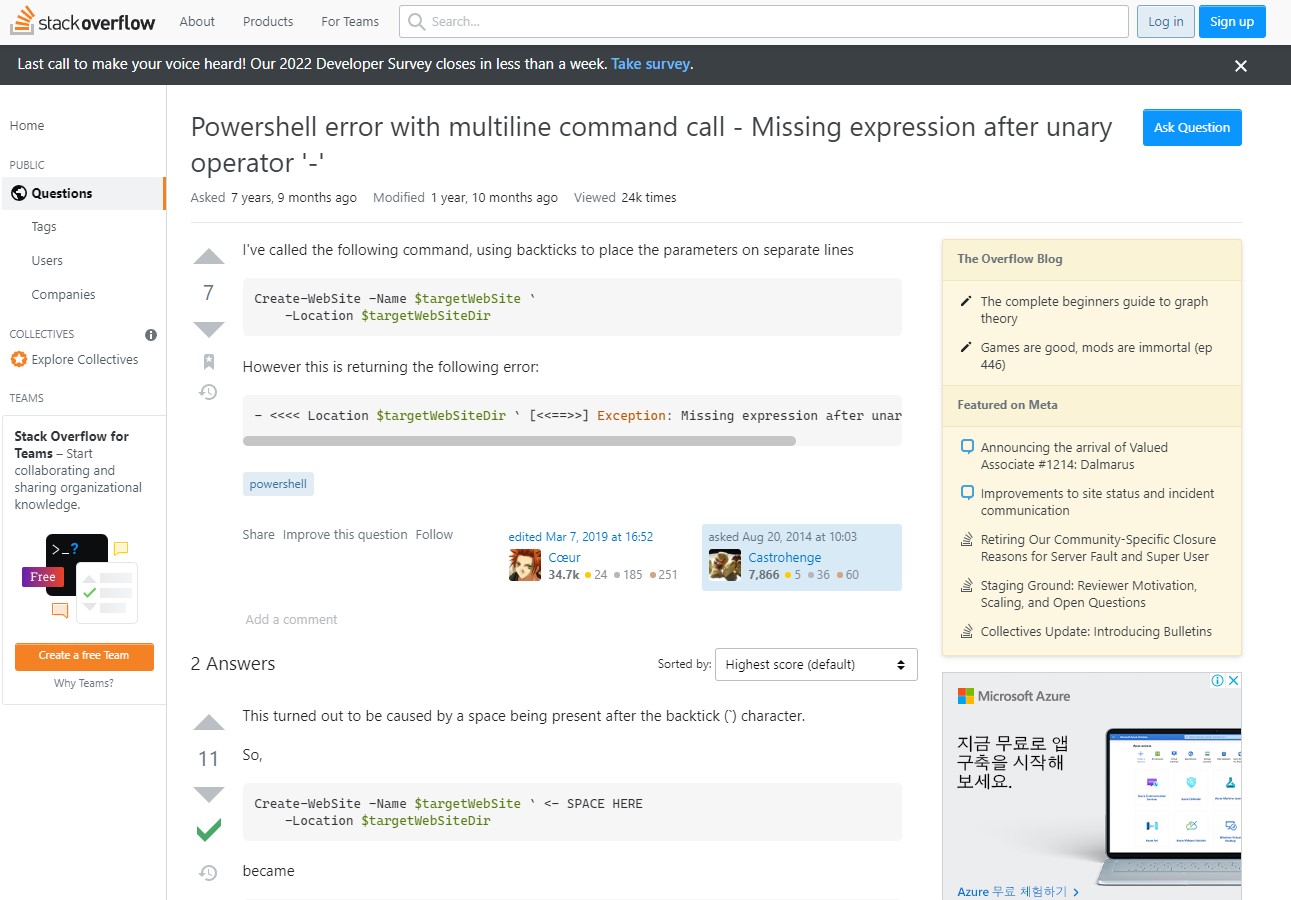 stackoverflow
About
Products
For Teams
Search...
Log in
Sign up
Last call to make your voice heard! Our 2022 Developer Survey closes in less than a week. Take survey.
Home
PUBLIC
Questions
Tags
Users
Companies
COLLECTIVES
Explore Collectives
TEAMS
Stack Overflow for
Teams – Start
collaborating and
sharing organizational
knowledge.
>_?
Free
Create a free Team
Why Teams?
Powershell error with multiline command call - Missing expression after unary
operator '-'
Ask Question
Asked 7 years, 9 months ago Modified 1 year, 10 months ago Viewed 24k times
7
I've called the following command, using backticks to place the parameters on separate lines
Create-WebSite -Name $targetWebSite `
-Location $targetWebSiteDir
However this is returning the following error:
- <<<< Location $targetWebSiteDir ` [<<==>>] Exception: Missing expression after unar
powershell
Share Improve this question Follow
edited Mar 7, 2019 at 16:52
Cœur
34.7k 24 185 251
asked Aug 20, 2014 at 10:03
Castrohenge
7,866 5 36 60
Add a comment
2 Answers
Sorted by:
Highest score (default)
11
This turned out to be caused by a space being present after the backtick (`) character.
So,
Create-WebSite -Name $targetWebSite ` <- SPACE HERE
-Location $targetWebSiteDir
became
The Overflow Blog
The complete beginners guide to graph
theory
Games are good, mods are immortal (ep
446)
Featured on Meta
Announcing the arrival of Valued
Associate #1214: Dalmarus
Improvements to site status and incident
communication
Retiring Our Community-Specific Closure
Reasons for Server Fault and Super User
Staging Ground: Reviewer Motivation,
Scaling, and Open Questions
Collectives Update: Introducing Bulletins
Microsoft Azure
지금 무료로 앱
구축을 시작해
보세요.
Azure 무료 체험하기 >